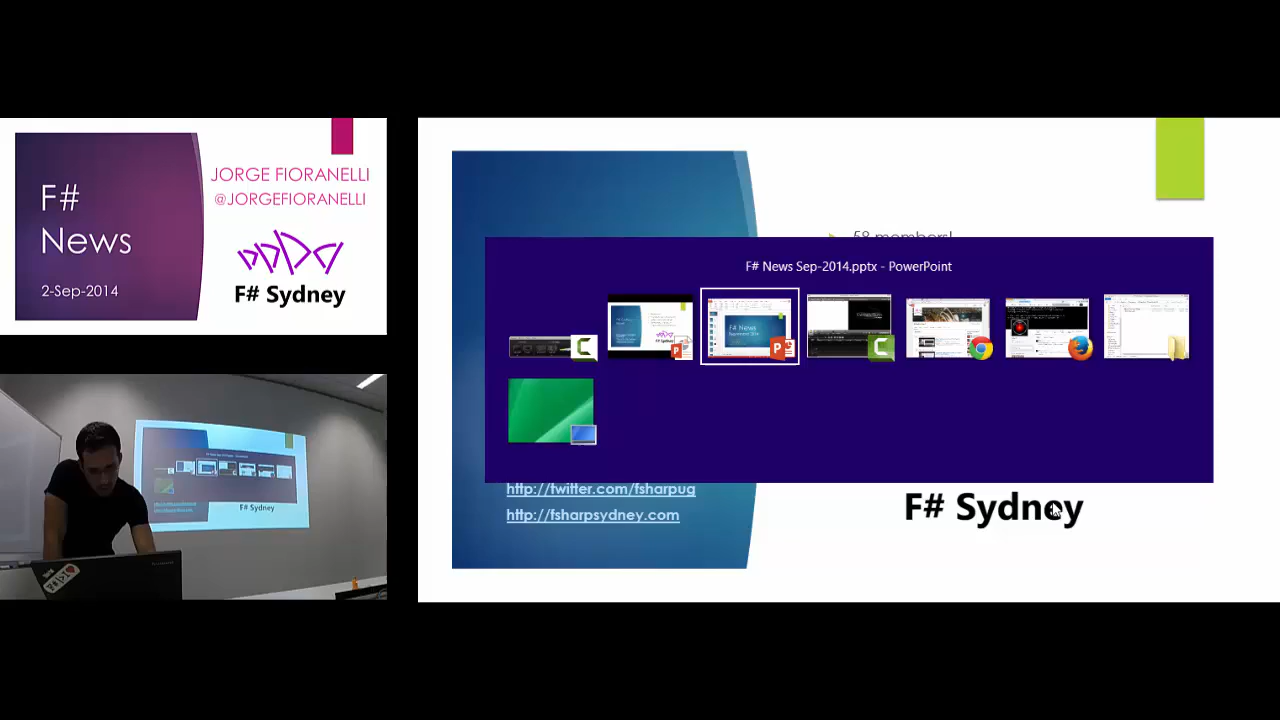 F#
News
2-Sep-2014
JORGE FIORANELLI
@JORGEFIORANELLI
F# Sydney
58 members!
F# News Sep-2014.pptx - PowerPoint
http://twitter.com/fsharpug
http://fsharpsydney.com
F# Sydney
F# Sydney